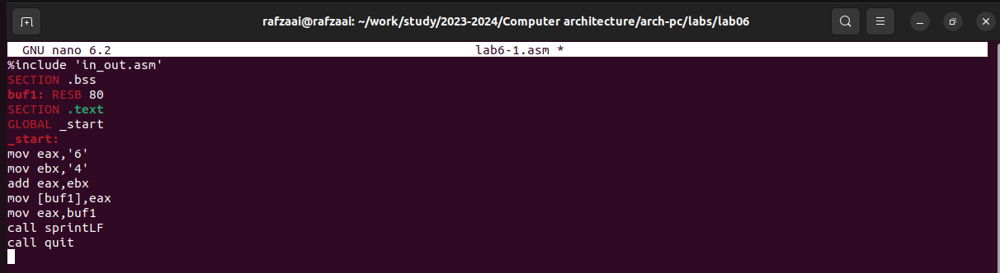 rafzaai@rafzaai: ~/work/study/2023-2024/Computer architecture/arch-pc/labs/lab06
GNU nano 6.2 lab6-1.asm *
%include 'in_out.asm'
SECTION .bss
buf1: RESB 80
SECTION .text
GLOBAL _start
_start:
mov eax,'6'
mov ebx,'4'
add eax,ebx
mov [buf1],eax
mov eax,buf1
call sprintLF
call quit